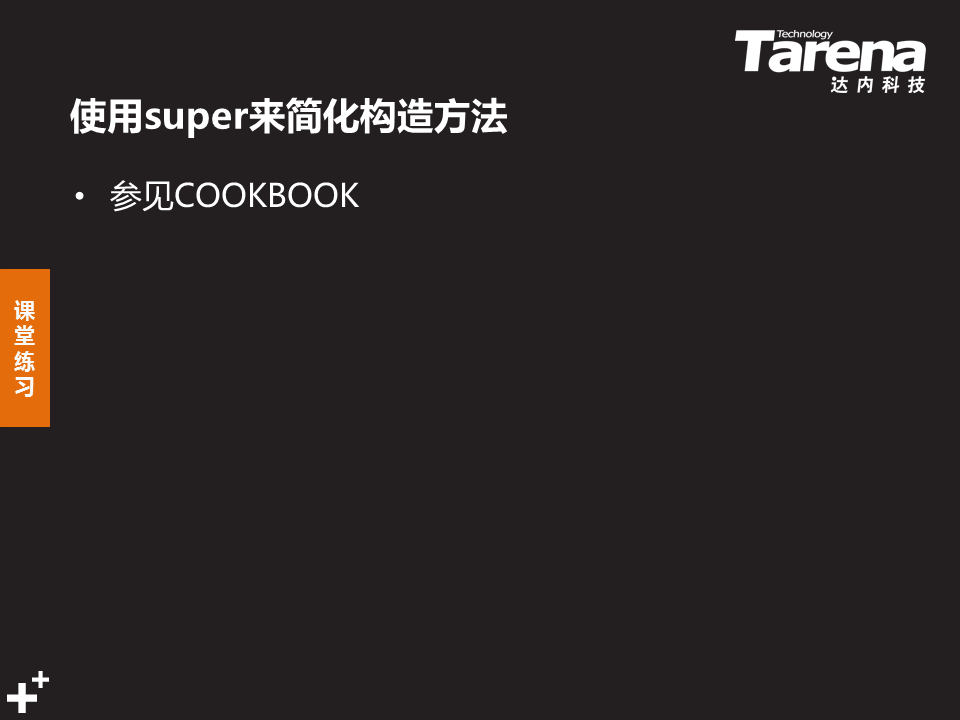 Technology
Tarena
达内科技
使用super来简化构造方法
• 参见COOKBOOK
课
堂
练
习